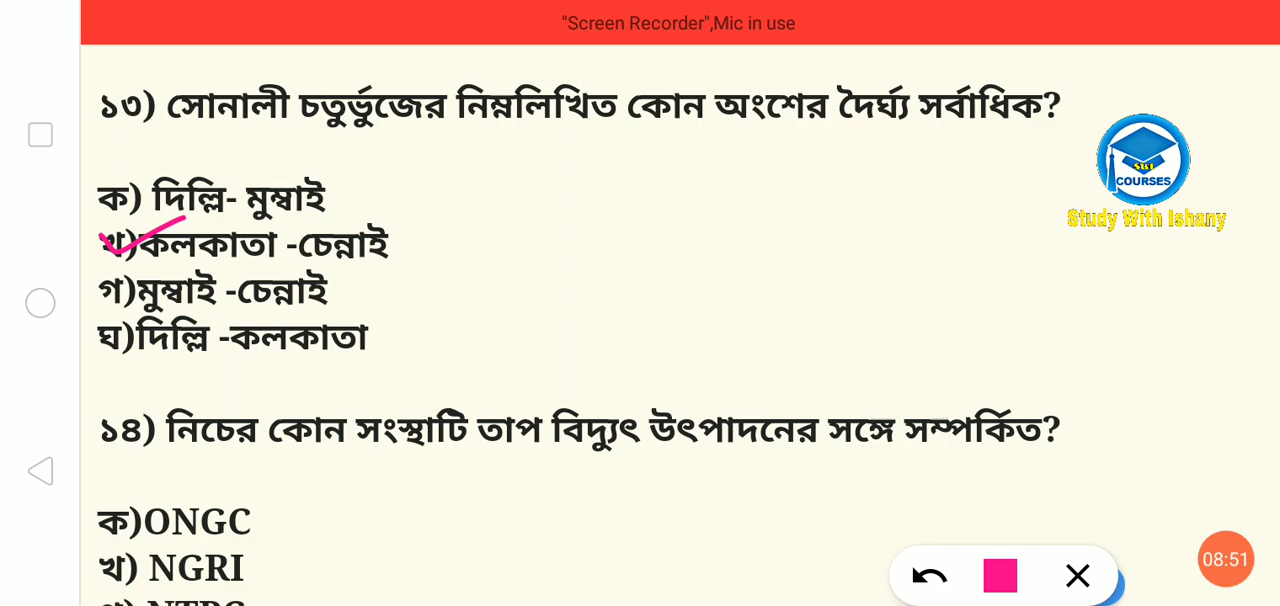 "Screen Recorder",Mic in use
১৩) সোনালী চতুর্ভুজের নিম্নলিখিত কোন অংশের দৈর্ঘ্য সর্বাধিক?
COURSES
Study With Ishany
ক) দিল্লি- মুম্বাই
খ)কলকাতা -চেন্নাই
গ)মুম্বাই -চেন্নাই
ঘ)দিল্লি -কলকাতা
১৪) নিচের কোন সংস্থাটি তাপ বিদ্যুৎ উৎপাদনের সঙ্গে সম্পর্কিত?
ক)ONGC
খ) NGRI
গ) NTPC
08:51